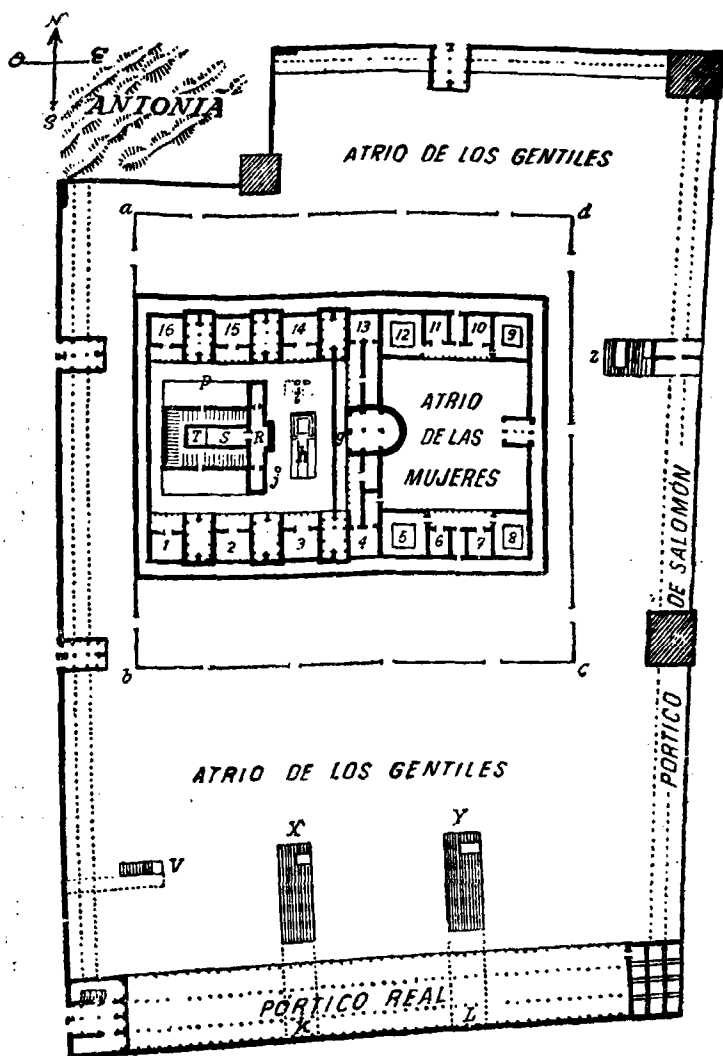 N
O E
S
ANTONIA
ATRIO DE LOS GENTILES
a d
16 15 14 13 12 11 10 9
z
p
ATRIO
DE LAS
MUJERES
T S R h g
j
1 2 3 4 5 6 7 8
PORTICO DE SALOMÓN
b c
ATRIO DE LOS GENTILES
X Y
V
PORTICO REAL
K L